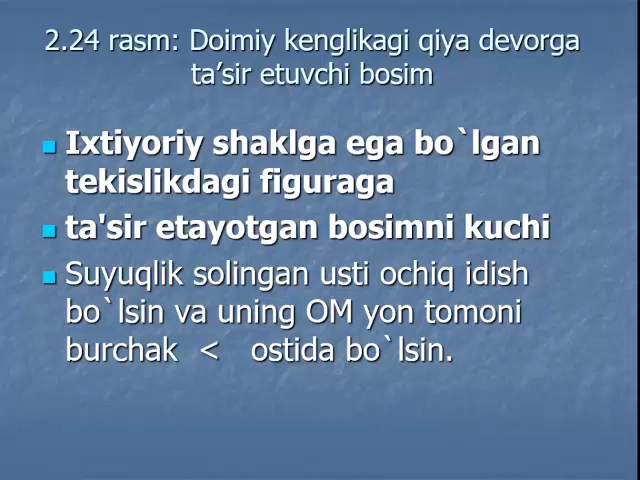 2.24 rasm: Doimiy kenglikagi qiya devorga
ta’sir etuvchi bosim
Ixtiyoriy shaklga ega bo`lgan
tekislikdagi figuraga
ta'sir etayotgan bosimni kuchi
Suyuqlik solingan usti ochiq idish
bo`lsin va uning OM yon tomoni
burchak < ostida bo`lsin.